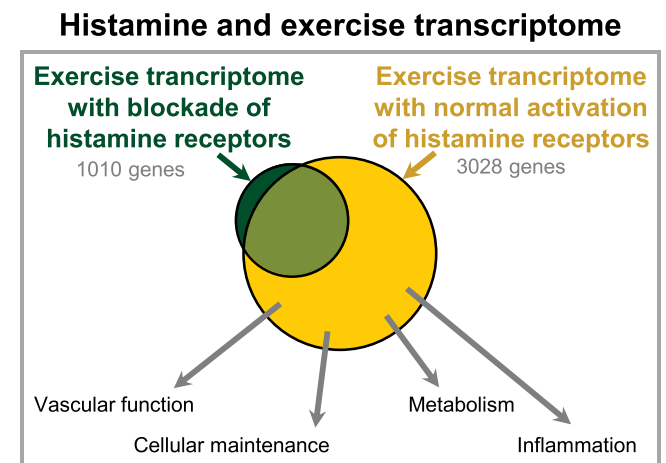 Histamine and exercise transcriptome
Exercise trancriptome
with blockade of
histamine receptors
1010 genes
Exercise trancriptome
with normal activation
of histamine receptors
3028 genes
Vascular function
Cellular maintenance
Metabolism
Inflammation